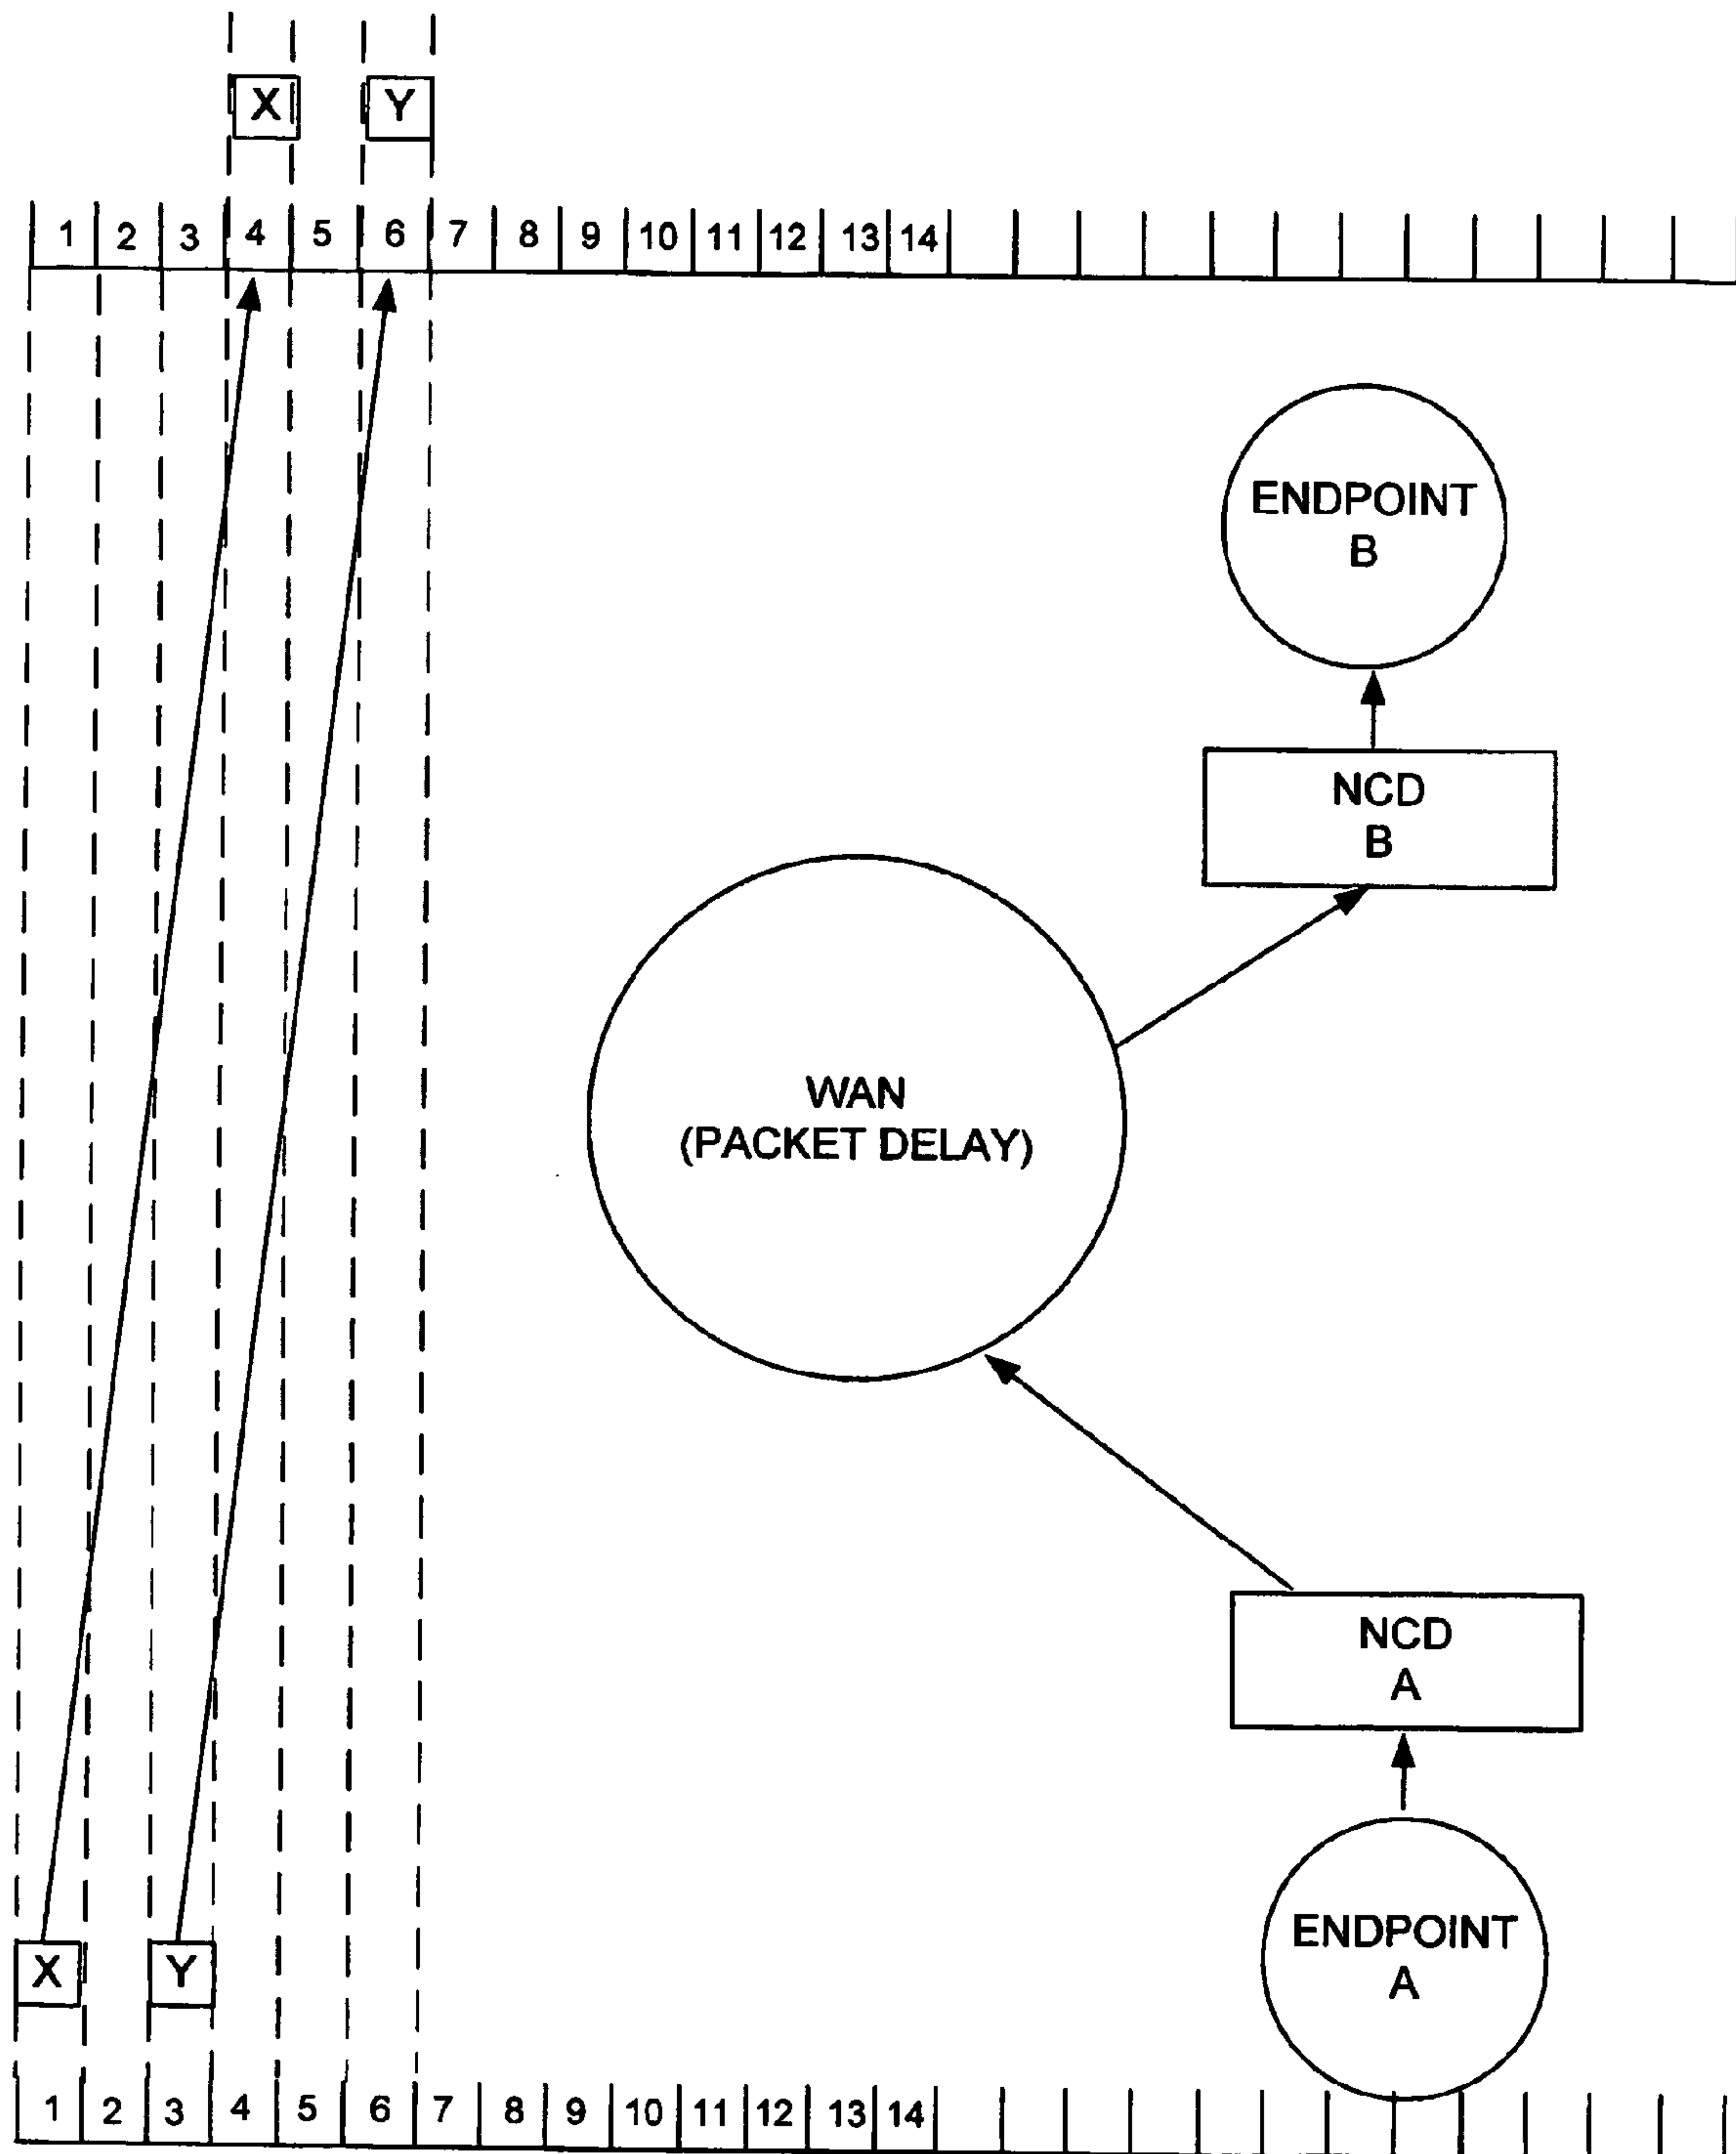 X Y
1 2 3 4 5 6 7 8 9 10 11 12 13 14
ENDPOINT
B
NCD
B
WAN
(PACKET DELAY)
NCD
A
ENDPOINT
A
X Y
1 2 3 4 5 6 7 8 9 10 11 12 13 14